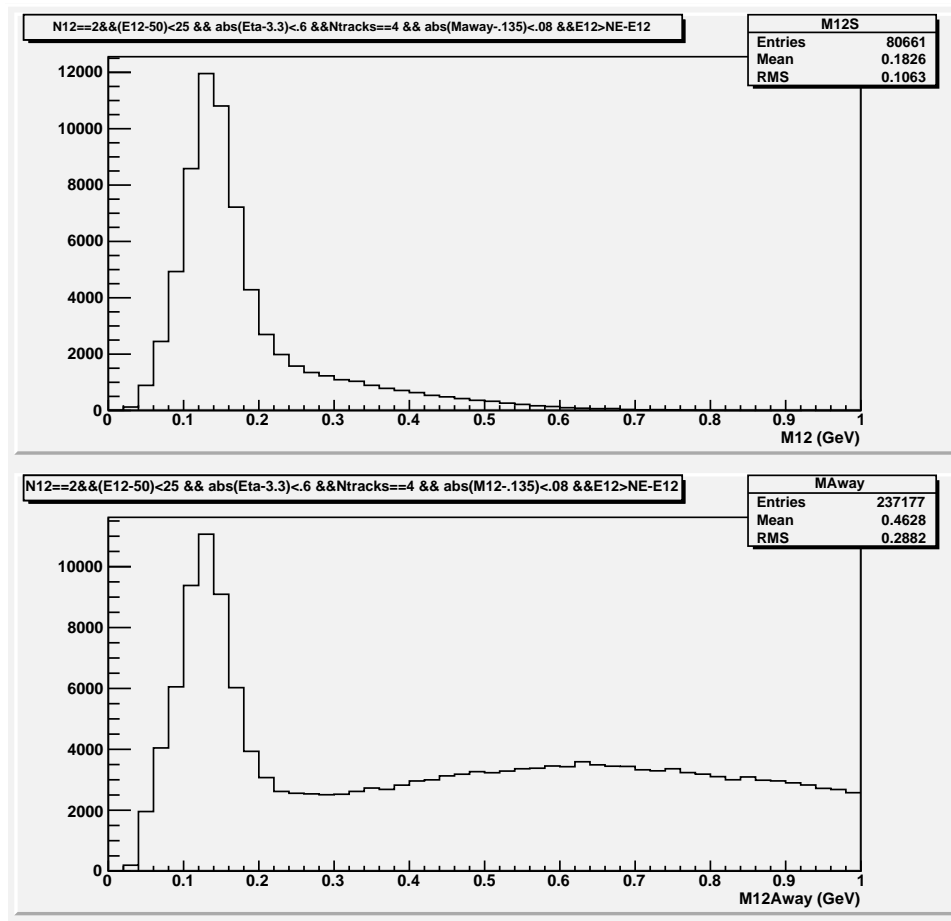 N12==2&&(E12-50)<25 && abs(Eta-3.3)<.6 &&Ntracks==4 && abs(Maway-.135)<.08 &&E12>NE-E12
M12S
Entries 80661
Mean 0.1826
RMS 0.1063
12000
10000
8000
6000
4000
2000
0
0 0.1 0.2 0.3 0.4 0.5 0.6 0.7 0.8 0.9 1
M12 (GeV)
N12==2&&(E12-50)<25 && abs(Eta-3.3)<.6 &&Ntracks==4 && abs(M12-.135)<.08 &&E12>NE-E12
MAway
Entries 237177
Mean 0.4628
RMS 0.2882
10000
8000
6000
4000
2000
0
0 0.1 0.2 0.3 0.4 0.5 0.6 0.7 0.8 0.9 1
M12Away (GeV)